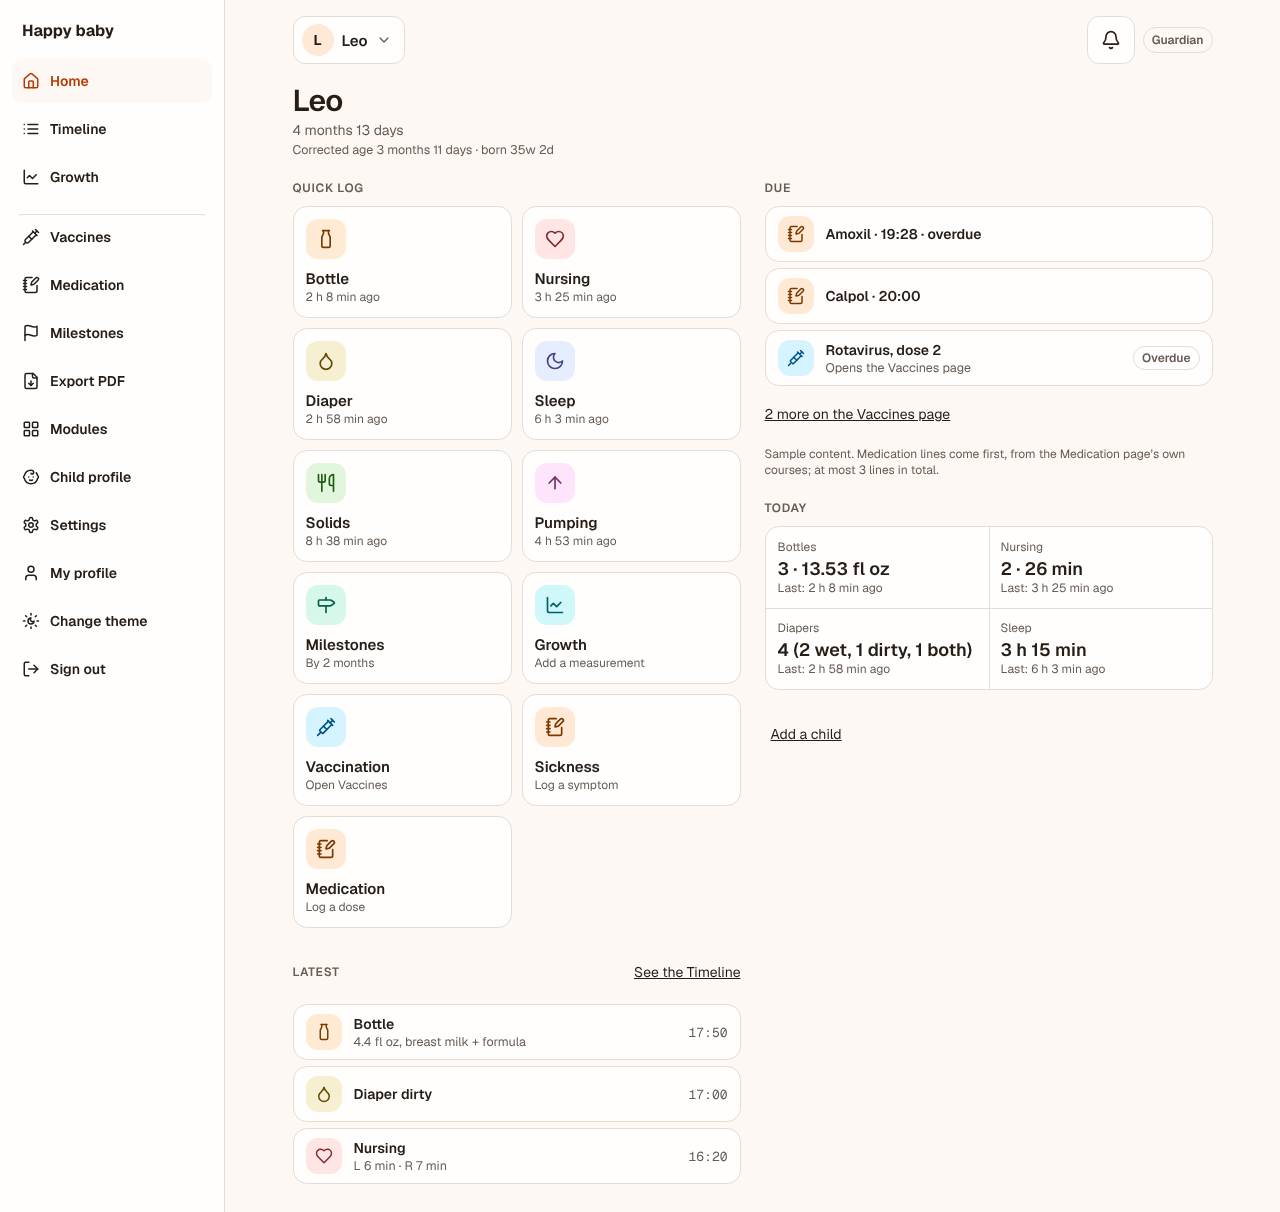 Happy baby
Home
Timeline
Growth
Vaccines
Medication
Milestones
Export PDF
Modules
Child profile
Settings
My profile
Change theme
Sign out
L Leo
Guardian
Leo
4 months 13 days
Corrected age 3 months 11 days · born 35w 2d
QUICK LOG
Bottle
2 h 8 min ago
Nursing
3 h 25 min ago
Diaper
2 h 58 min ago
Sleep
6 h 3 min ago
Solids
8 h 38 min ago
Pumping
4 h 53 min ago
Milestones
By 2 months
Growth
Add a measurement
Vaccination
Open Vaccines
Sickness
Log a symptom
Medication
Log a dose
LATEST
See the Timeline
Bottle
4.4 fl oz, breast milk + formula
17:50
Diaper dirty
17:00
Nursing
L 6 min · R 7 min
16:20
DUE
Amoxil · 19:28 · overdue
Calpol · 20:00
Rotavirus, dose 2
Opens the Vaccines page
Overdue
2 more on the Vaccines page
Sample content. Medication lines come first, from the Medication page's own
courses; at most 3 lines in total.
TODAY
Bottles
3 · 13.53 fl oz
Last: 2 h 8 min ago
Nursing
2 · 26 min
Last: 3 h 25 min ago
Diapers
4 (2 wet, 1 dirty, 1 both)
Last: 2 h 58 min ago
Sleep
3 h 15 min
Last: 6 h 3 min ago
Add a child